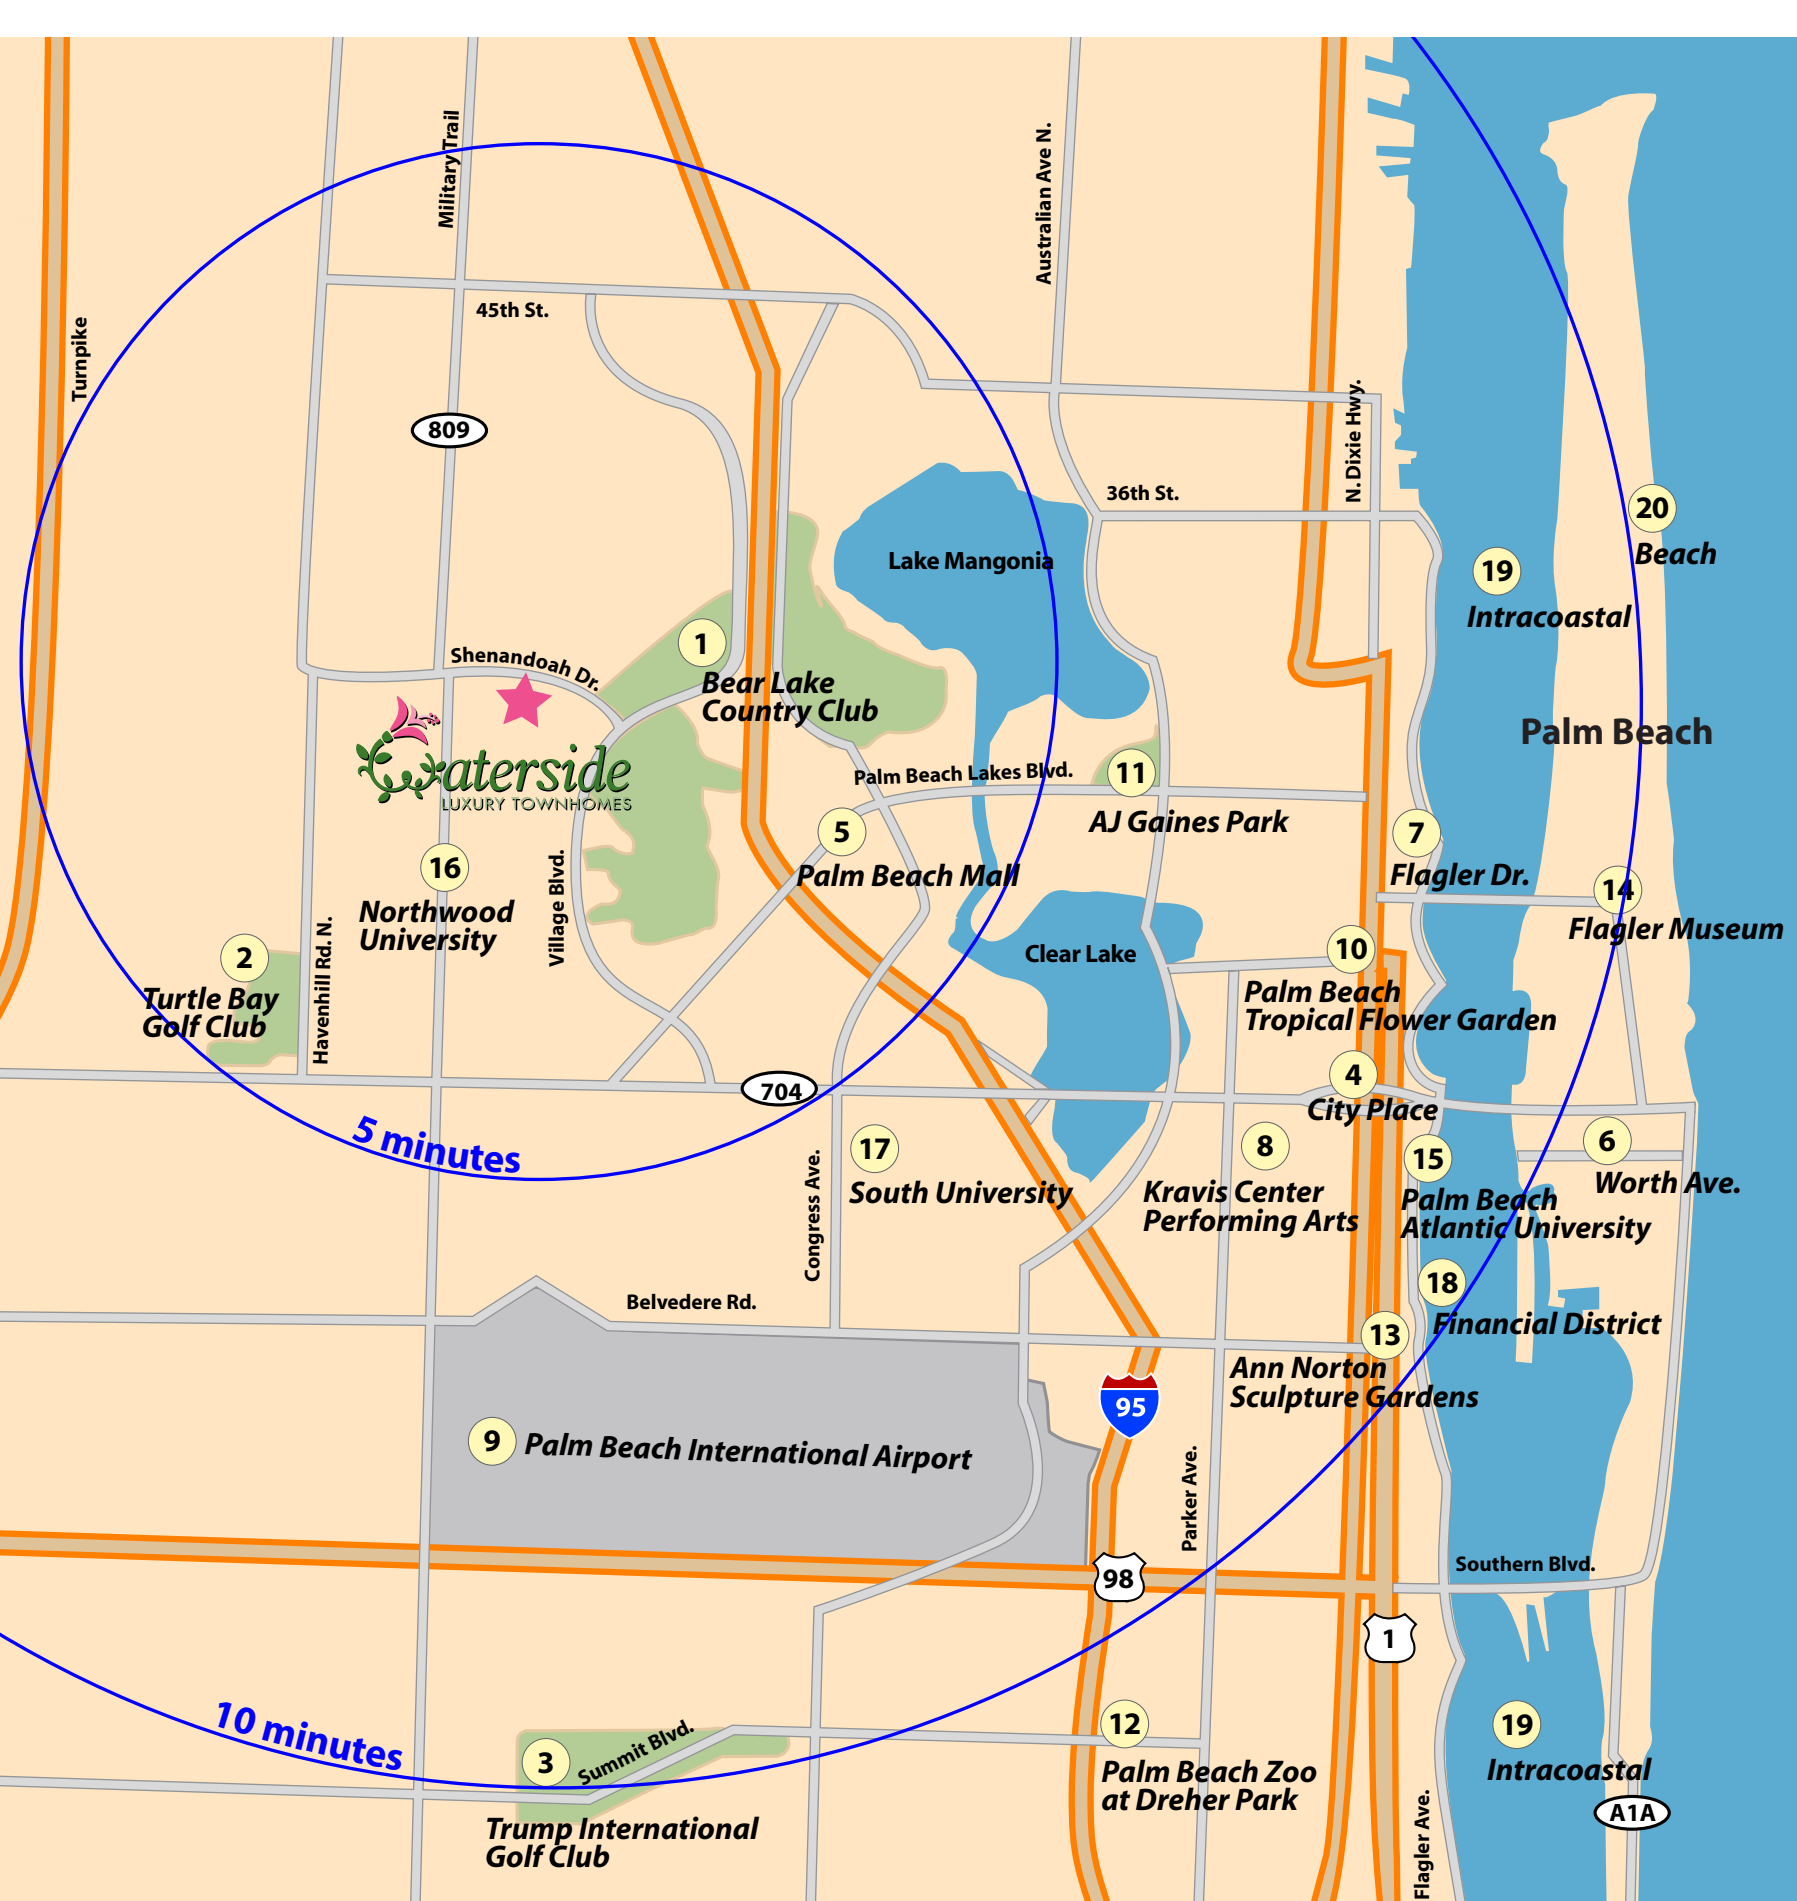 Military Trail
Australian Ave N.
45th St.
Turnpike
809
N. Dixie Hwy.
36th St.
20
Beach
Lake Mangonia
19
Intracoastal
1
Bear Lake
Country Club
Shenandoah Dr.
Waterside
LUXURY TOWNHOMES
Palm Beach
Palm Beach Lakes Blvd.
11
AJ Gaines Park
5
Palm Beach Mall
7
Flagler Dr.
14
Flagler Museum
16
Northwood
University
Village Blvd.
2
Turtle Bay
Golf Club
Havenhill Rd. N.
Clear Lake
10
Palm Beach
Tropical Flower Garden
704
4
City Place
5 minutes
17
South University
Congress Ave.
8
Kravis Center
Performing Arts
15
Palm Beach
Atlantic University
6
Worth Ave.
18
Financial District
Belvedere Rd.
13
Ann Norton
Sculpture Gardens
95
9
Palm Beach International Airport
Parker Ave.
98
Southern Blvd.
1
10 minutes
3
Summit Blvd.
Trump International
Golf Club
12
Palm Beach Zoo
at Dreher Park
19
Intracoastal
A1A
Flagler Ave.